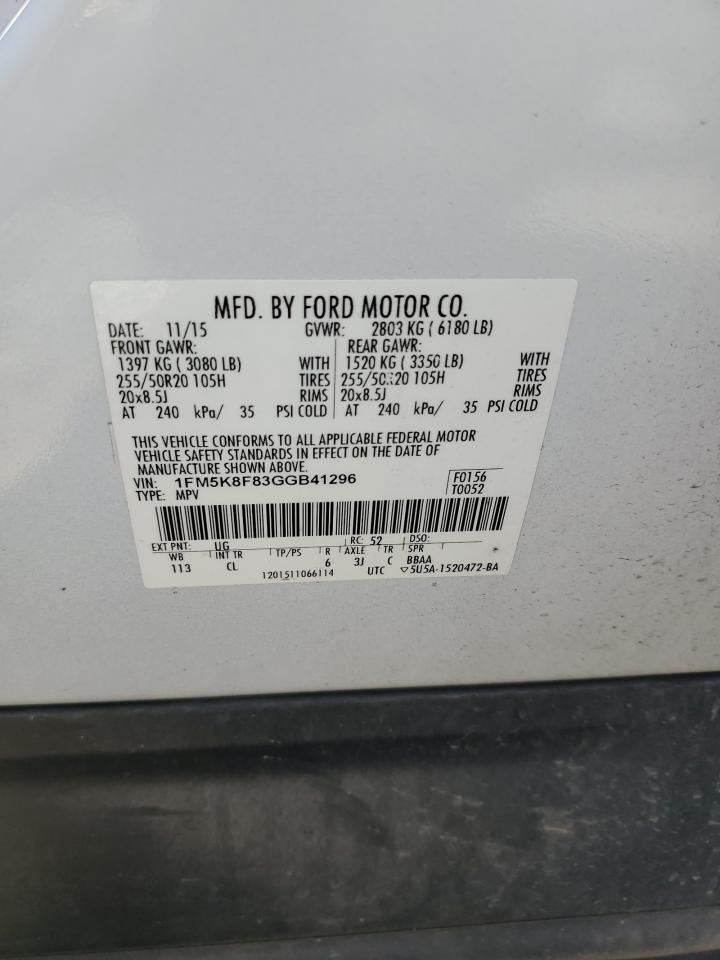 MFD. BY FORD MOTOR CO.
DATE: 11/15 GVWR: 2803 KG ( 6180 LB)
FRONT GAWR: REAR GAWR:
1397 KG ( 3080 LB) WITH 1520 KG ( 3350 LB) WITH
255/50R20 105H TIRES 255/50R20 105H TIRES
20x8.5J RIMS 20x8.5J RIMS
AT 240 kPa/ 35 PSI COLD AT 240 kPa/ 35 PSI COLD
THIS VEHICLE CONFORMS TO ALL APPLICABLE FEDERAL MOTOR
VEHICLE SAFETY STANDARDS IN EFFECT ON THE DATE OF
MANUFACTURE SHOWN ABOVE.
VIN: 1FM5K8F83GGB41296 F0156
TYPE: MPV T0052
EXT PNT: UG RC: 52 DSO:
WB INT TR TP/PS R AXLE TR SPR
113 CL 6 3J C BBAA
1201511066114 UTC ▽5U5A-1520472-BA